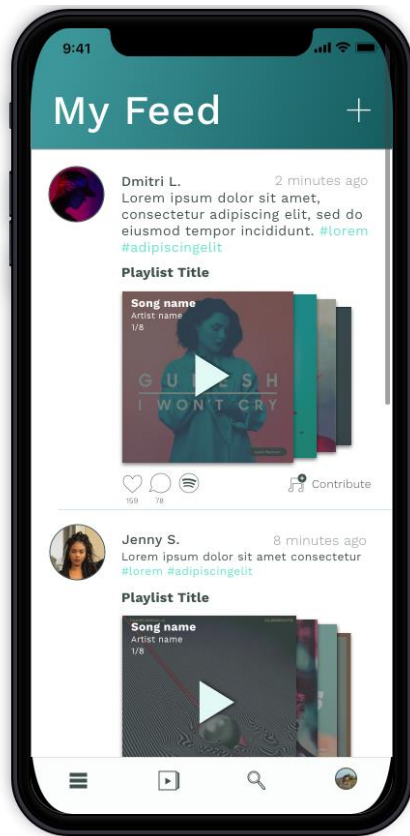 9:41
My Feed
Dmitri L.
2 minutes ago
Lorem ipsum dolor sit amet,
consectetur adipiscing elit, sed do
eiusmod tempor incididunt. #lorem
#adipiscingelit
Playlist Title
Song name
Artist name
1/8
GUNESH
I WON'T CRY
159
78
Contribute
Jenny S.
8 minutes ago
Lorem ipsum dolor sit amet consectetur
#lorem #adipiscingelit
Playlist Title
Song name
Artist name
1/8